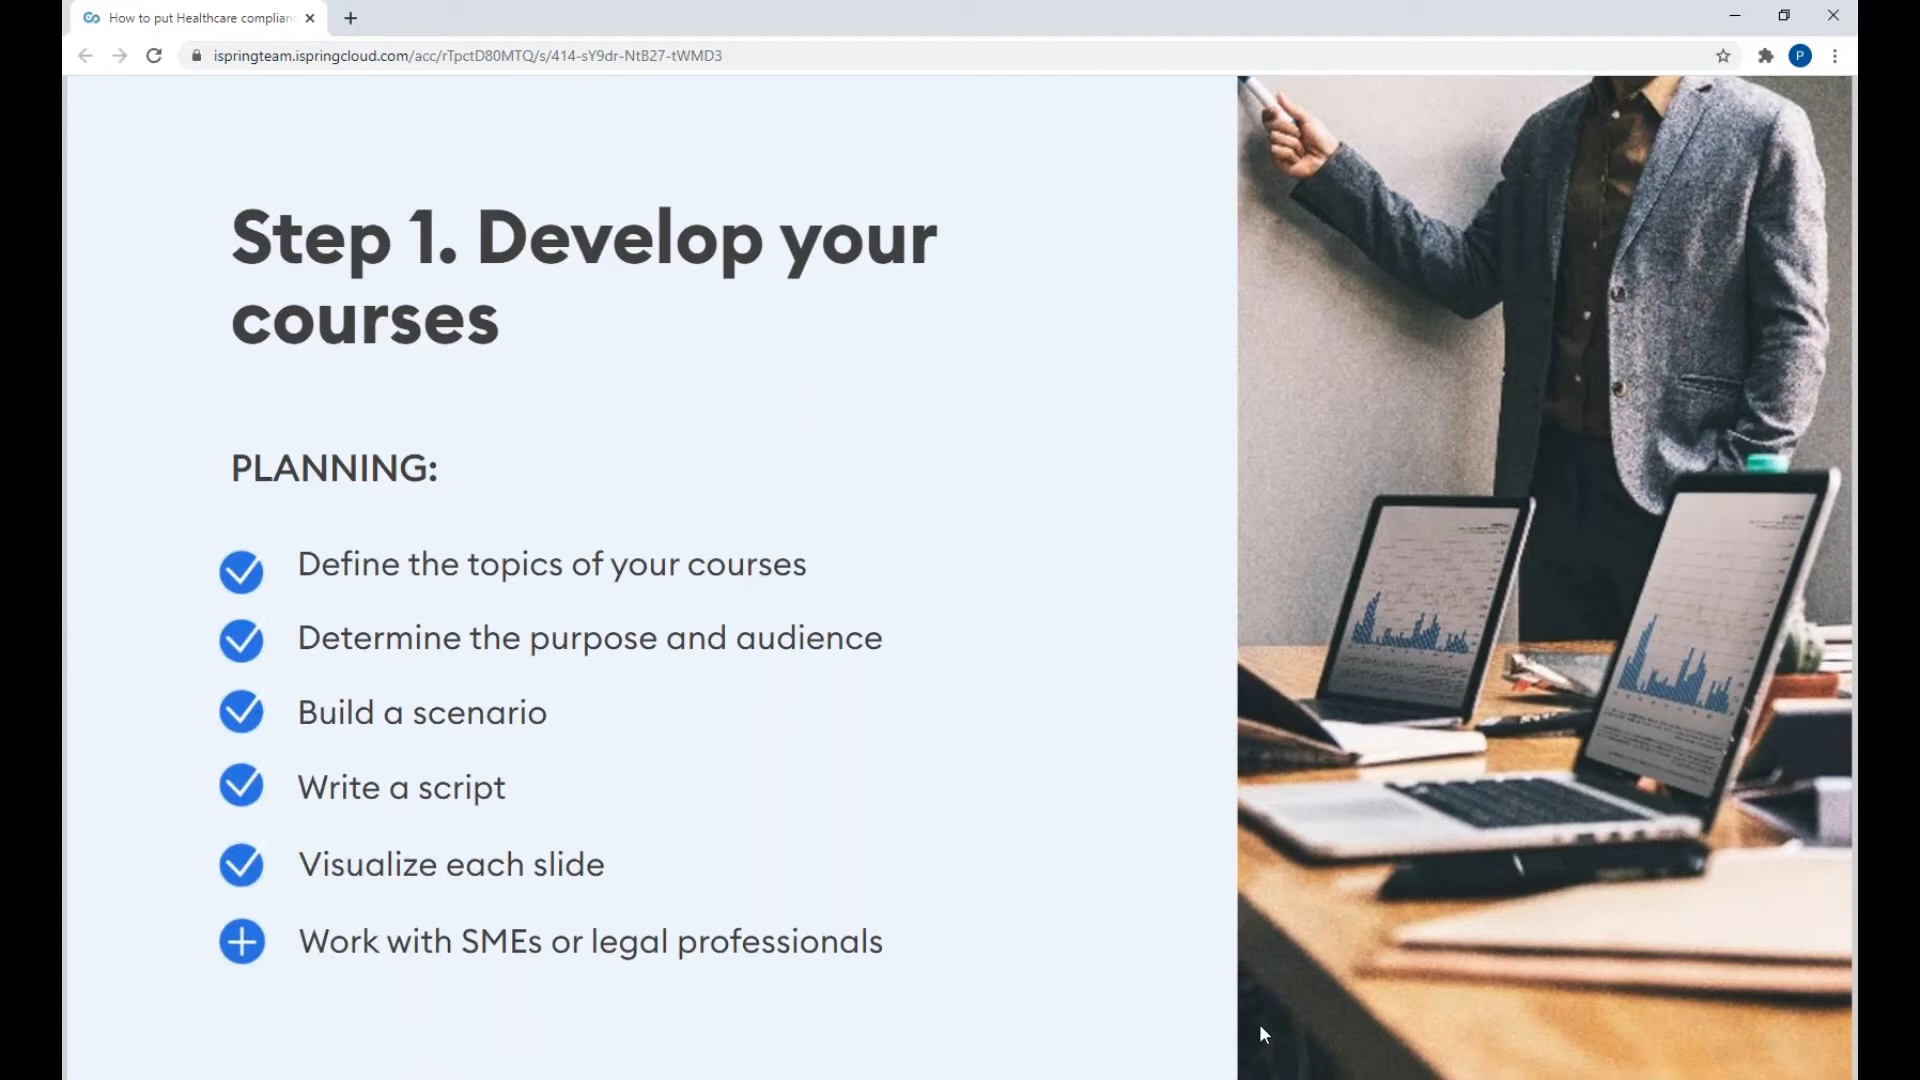 How to put Healthcare complian
ispringteam.ispringcloud.com/acc/rTpctD80MTQ/s/414-sY9dr-NtB27-tWMD3
P
Step 1. Develop your
courses
PLANNING:
Define the topics of your courses
Determine the purpose and audience
Build a scenario
Write a script
Visualize each slide
Work with SMEs or legal professionals